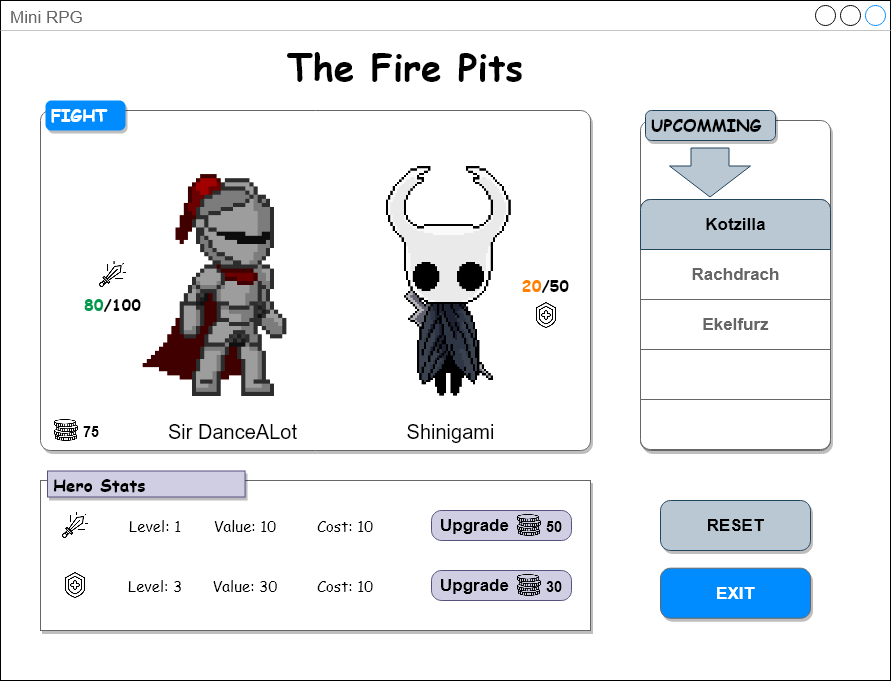 Mini RPG
The Fire Pits
FIGHT
80/100
20/50
75
Sir DanceALot
Shinigami
UPCOMMING
Kotzilla
Rachdrach
Ekelfurz
Hero Stats
Level: 1 Value: 10 Cost: 10 Upgrade 50
Level: 3 Value: 30 Cost: 10 Upgrade 30
RESET
EXIT